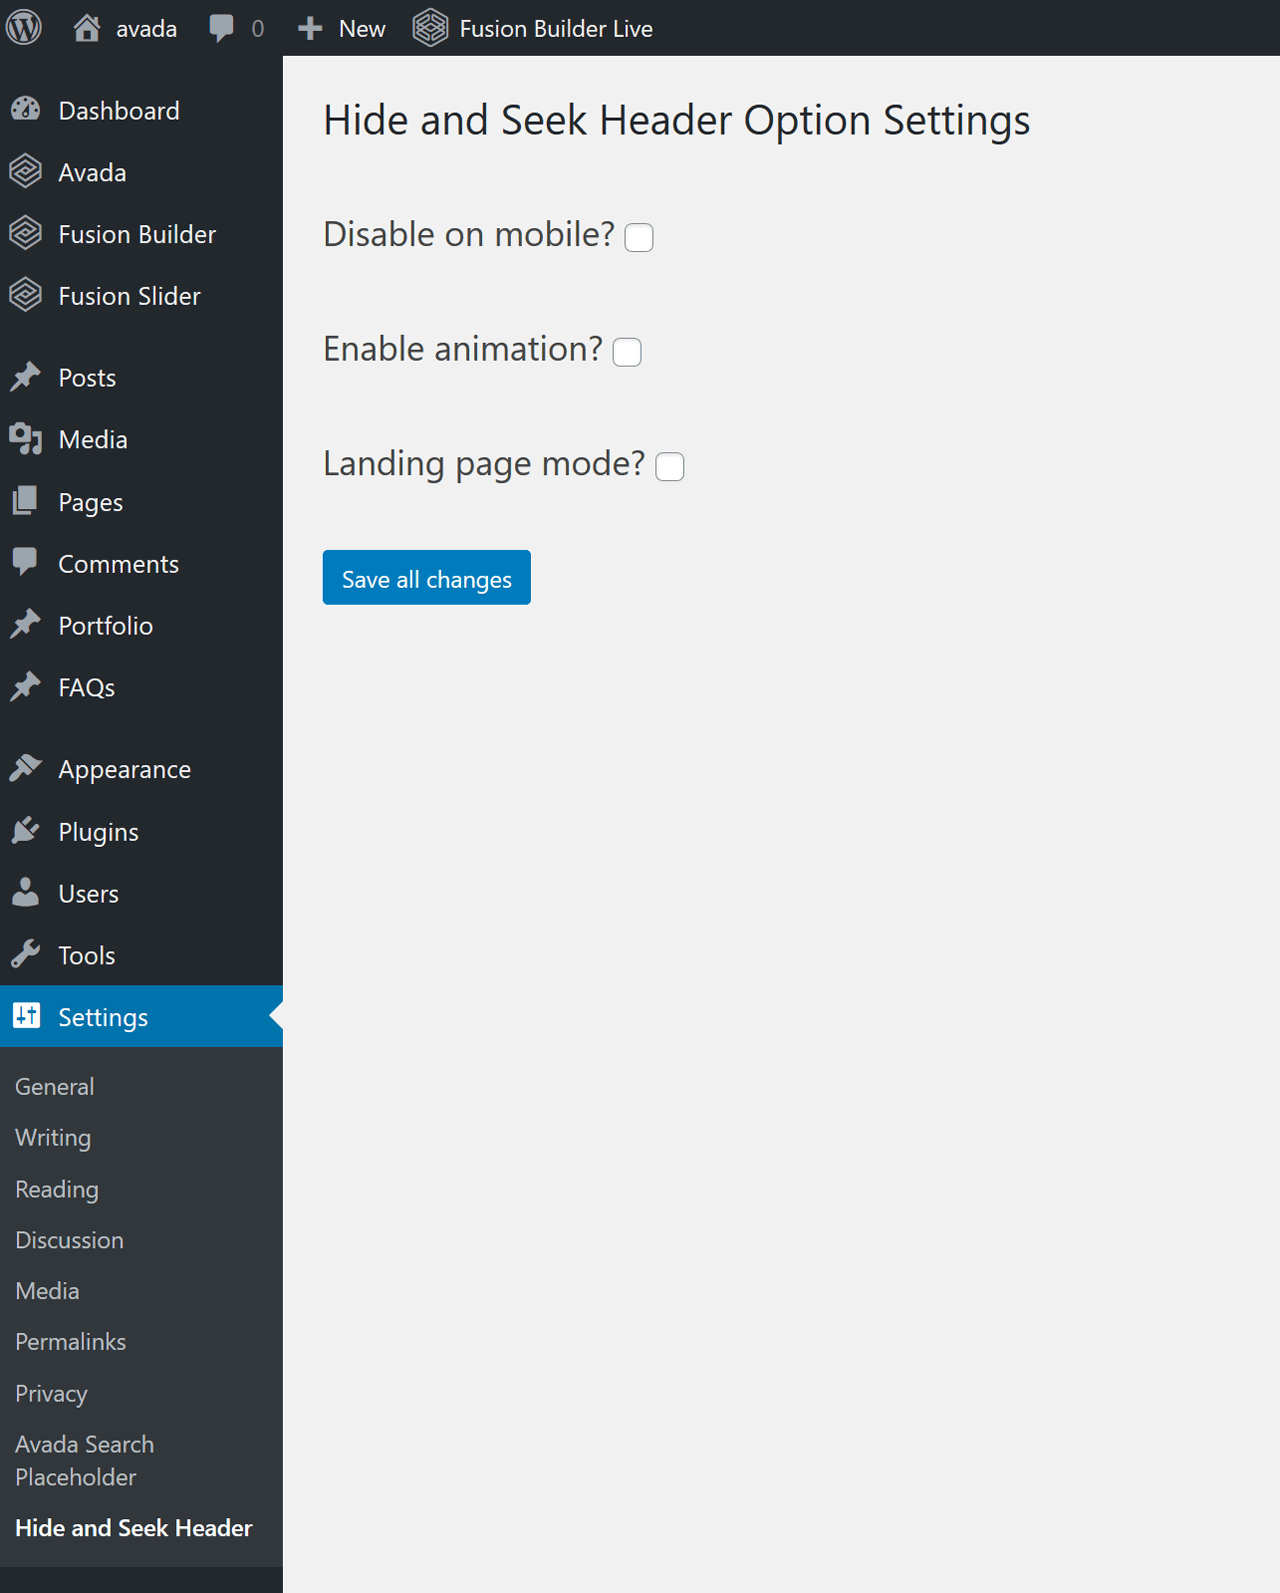 avada 0 New Fusion Builder Live
Dashboard
Avada
Fusion Builder
Fusion Slider
Posts
Media
Pages
Comments
Portfolio
FAQs
Appearance
Plugins
Users
Tools
Settings
General
Writing
Reading
Discussion
Media
Permalinks
Privacy
Avada Search
Placeholder
Hide and Seek Header
Hide and Seek Header Option Settings
Disable on mobile?
Enable animation?
Landing page mode?
Save all changes